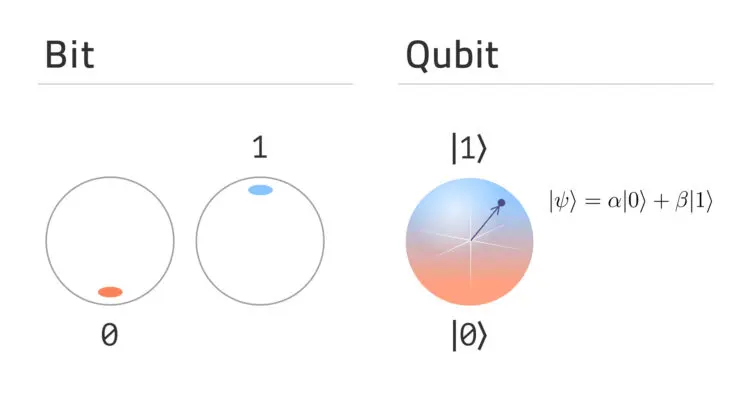 Bit
Qubit
1
|1⟩
|ψ⟩ = α|0⟩ + β|1⟩
0
|0⟩